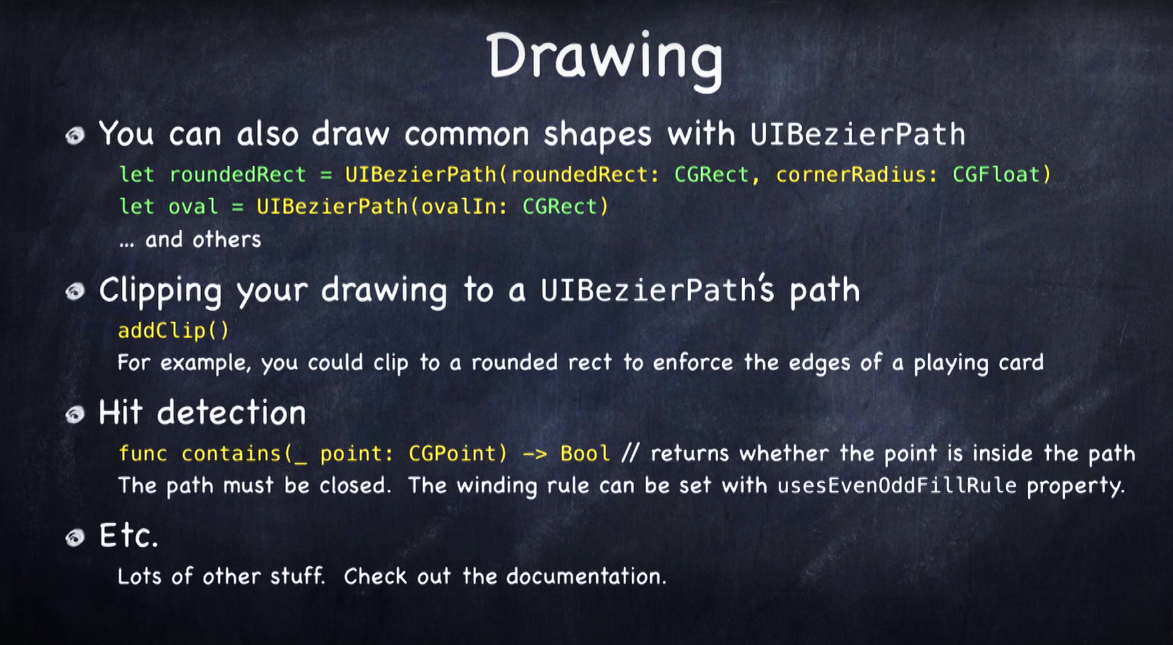 Drawing
You can also draw common shapes with UIBezierPath
let roundedRect = UIBezierPath(roundedRect: CGRect, cornerRadius: CGFloat)
let oval = UIBezierPath(ovalIn: CGRect)
… and others
Clipping your drawing to a UIBezierPath’s path
addClip()
For example, you could clip to a rounded rect to enforce the edges of a playing card
Hit detection
func contains(_ point: CGPoint) -> Bool // returns whether the point is inside the path
The path must be closed. The winding rule can be set with usesEvenOddFillRule property.
Etc.
Lots of other stuff. Check out the documentation.